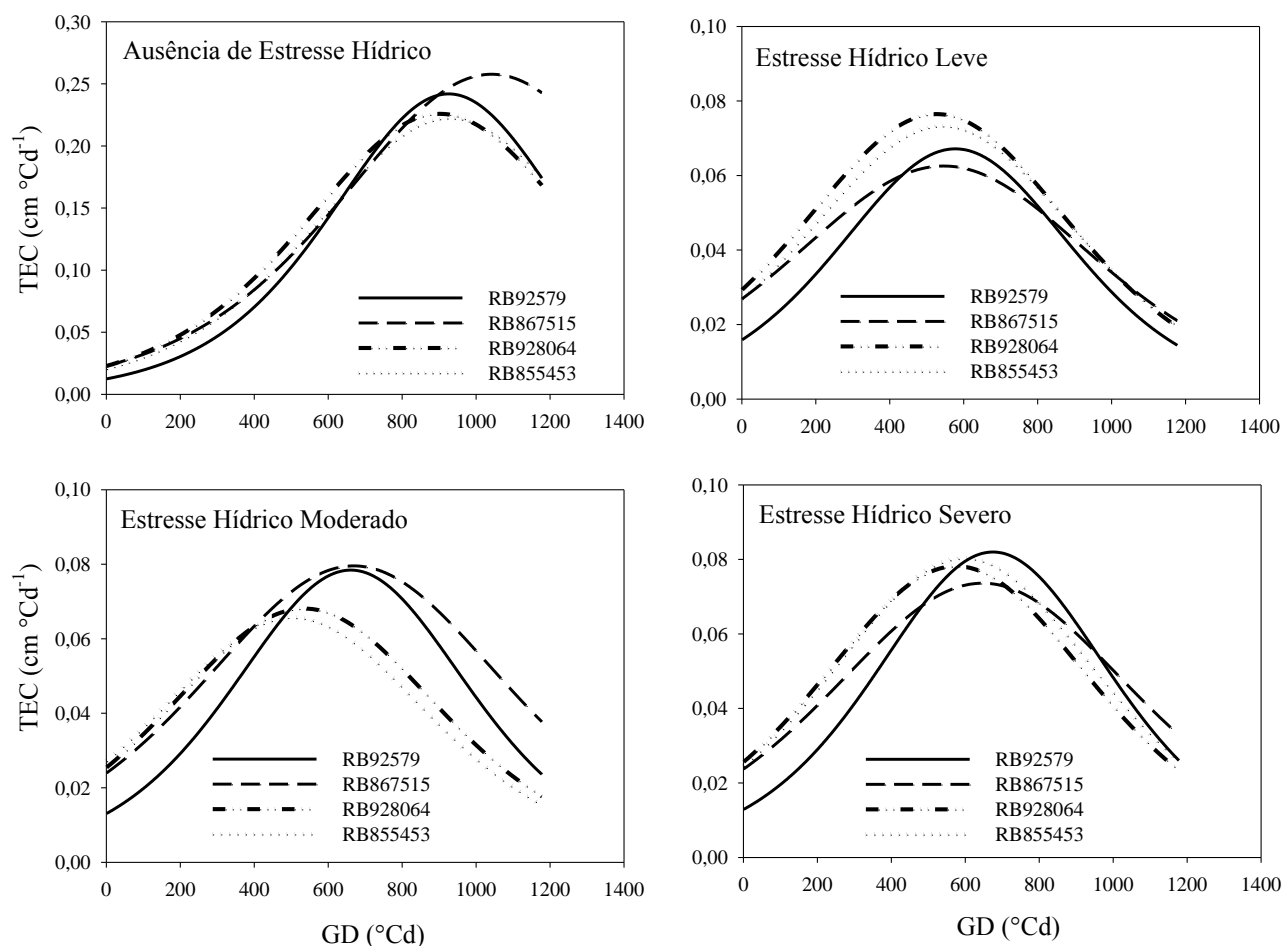 Ausência de Estresse Hídrico
TEC (cm °Cd⁻¹)
0,30
0,25
0,20
0,15
0,10
0,05
0,00
RB92579
RB867515
RB928064
RB855453
0 200 400 600 800 1000 1200 1400
Estresse Hídrico Leve
0,10
0,08
0,06
0,04
0,02
0,00
RB92579
RB867515
RB928064
RB855453
0 200 400 600 800 1000 1200 1400
Estresse Hídrico Moderado
TEC (cm °Cd⁻¹)
0,10
0,08
0,06
0,04
0,02
0,00
RB92579
RB867515
RB928064
RB855453
0 200 400 600 800 1000 1200 1400
GD (°Cd)
Estresse Hídrico Severo
0,10
0,08
0,06
0,04
0,02
0,00
RB92579
RB867515
RB928064
RB855453
0 200 400 600 800 1000 1200 1400
GD (°Cd)